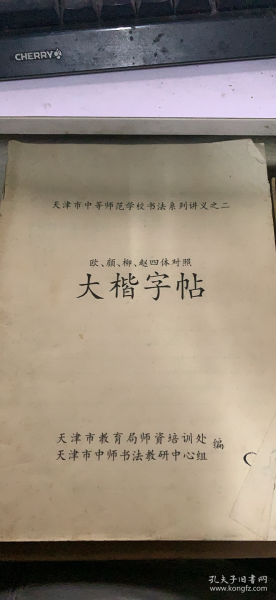 CHERRY
天津市中等师范学校书法系列讲义之二
欧、颜、柳、赵四体对照
大楷字帖
天津市教育局师资培训处
天津市中师书法教研中心组
编
孔夫子旧书网
www.kongfz.com